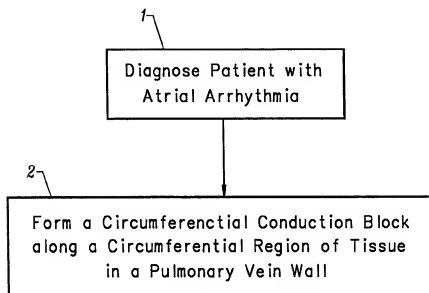 1
Diagnose Patient with
Atrial Arrhythmia
2
Form a Circumferenctial Conduction Block
along a Circumferential Region of Tissue
in a Pulmonary Vein Wall